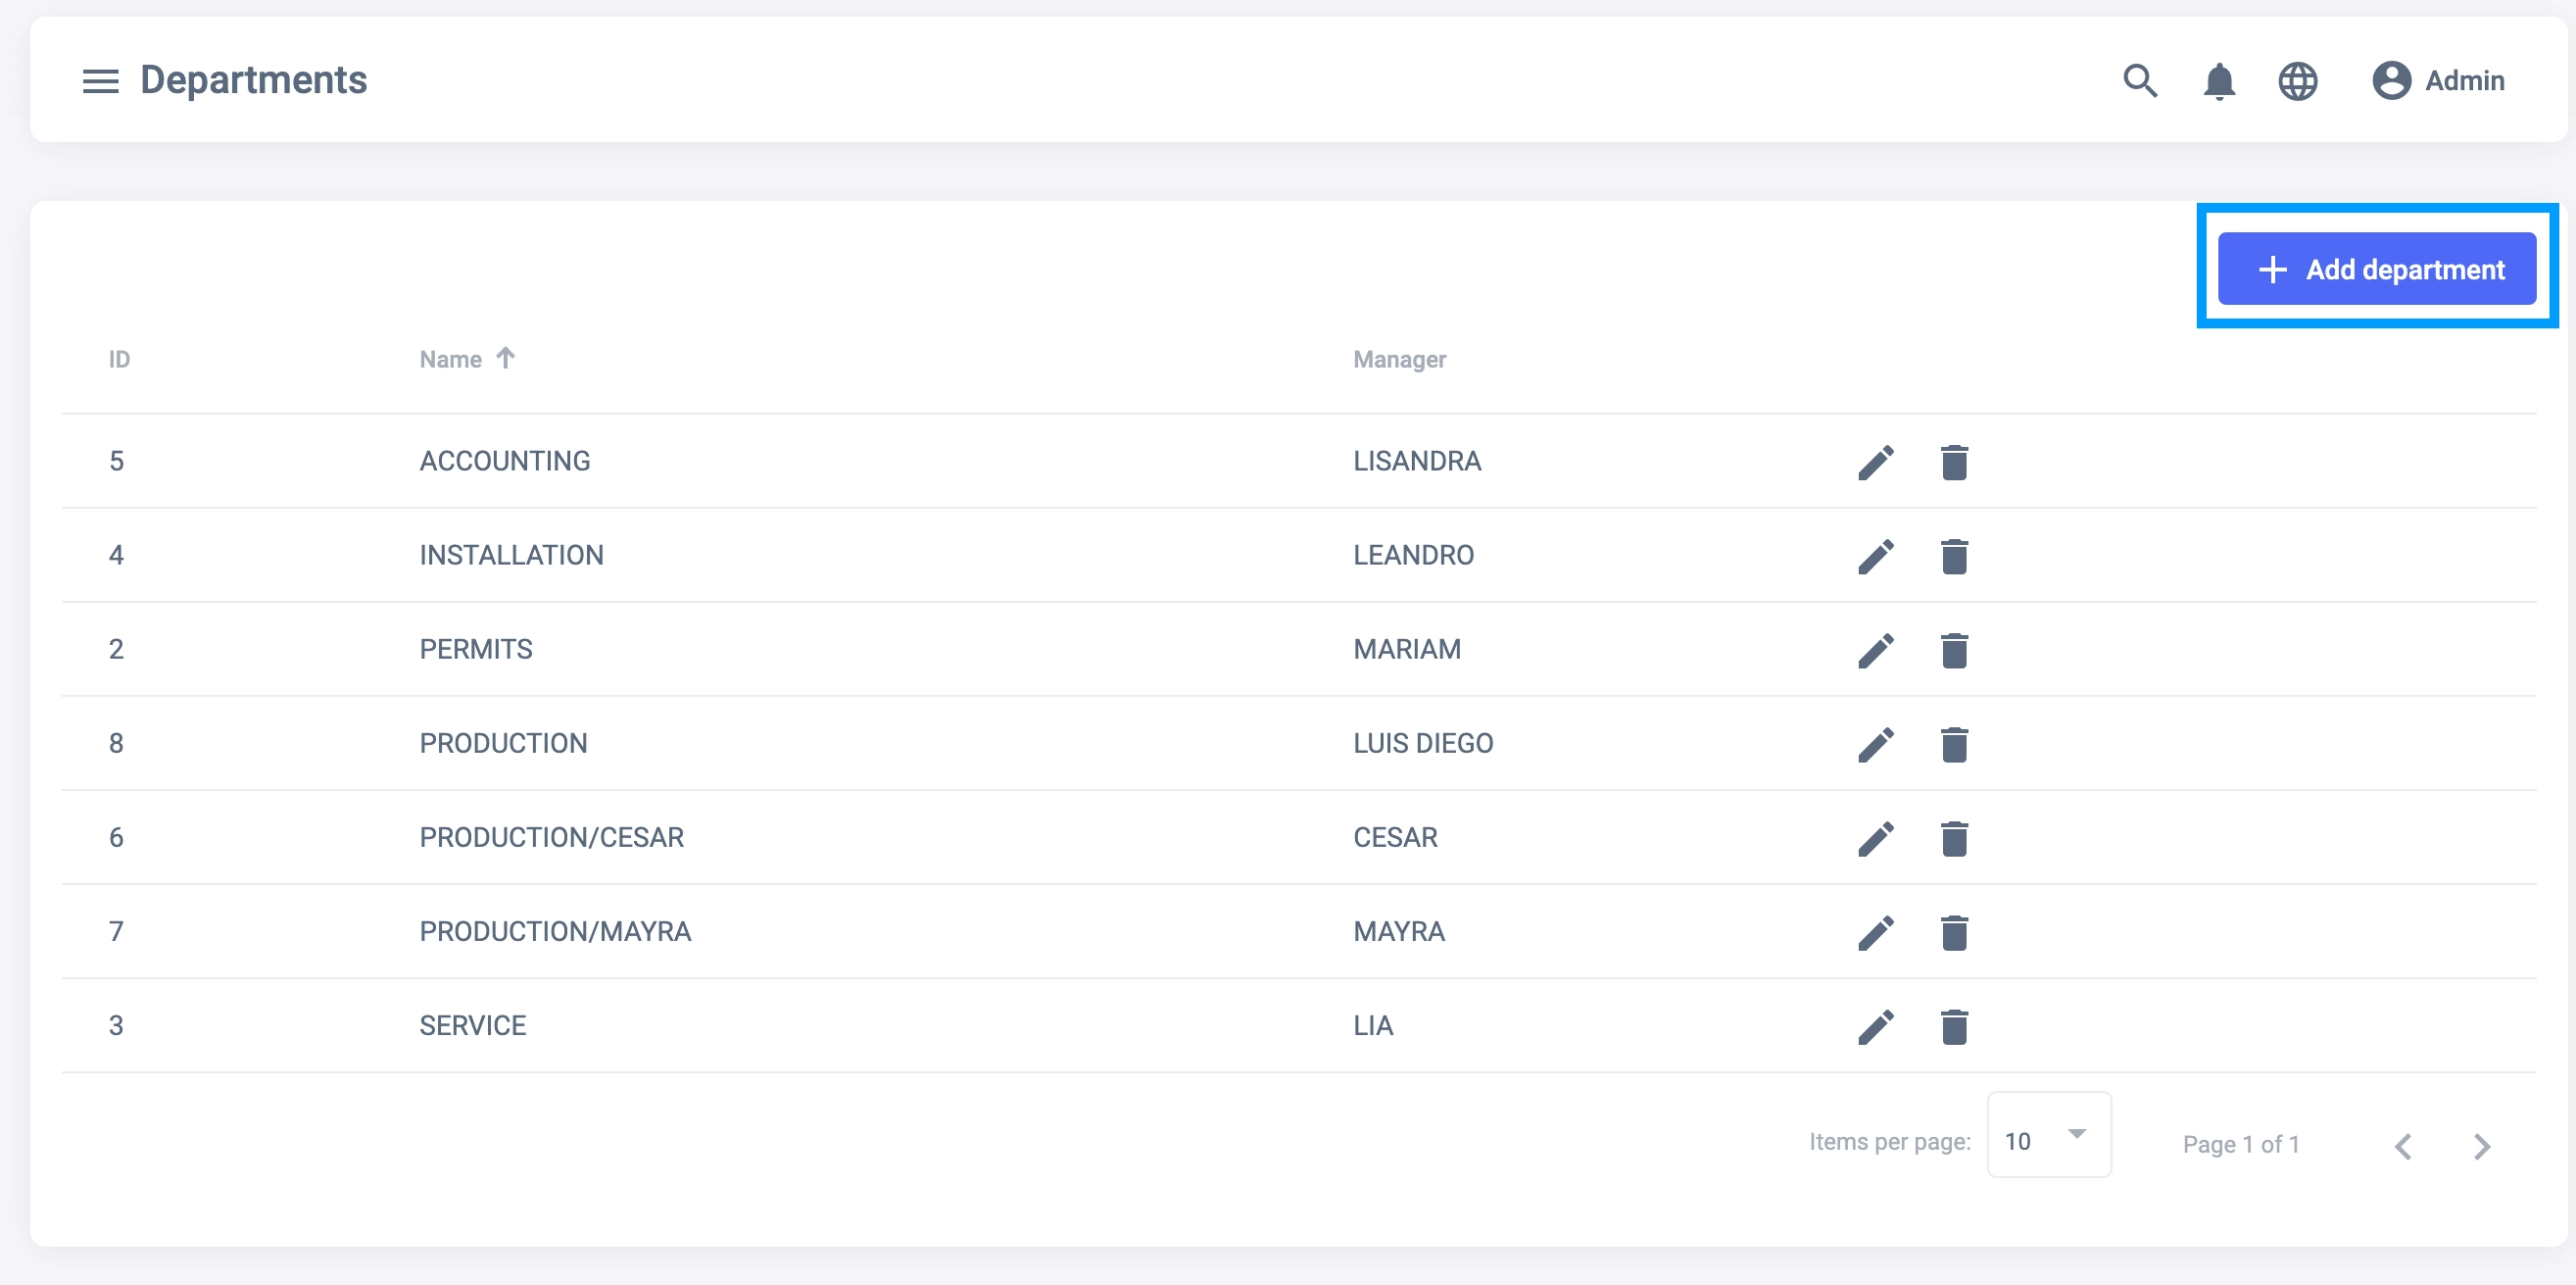 Departments
Admin
Add department
ID Name Manager
5 ACCOUNTING LISANDRA
4 INSTALLATION LEANDRO
2 PERMITS MARIAM
8 PRODUCTION LUIS DIEGO
6 PRODUCTION/CESAR CESAR
7 PRODUCTION/MAYRA MAYRA
3 SERVICE LIA
Items per page: 10 Page 1 of 1